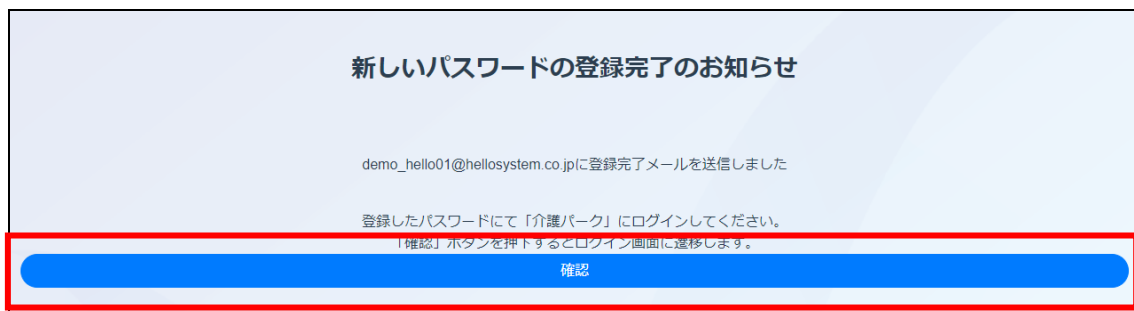 新しいパスワードの登録完了のお知らせ
demo_hello01@hellosystem.co.jpに登録完了メールを送信しました
登録したパスワードにて「介護パーク」にログインしてください。
「確認」ボタンを押下するとログイン画面に遷移します。
確認